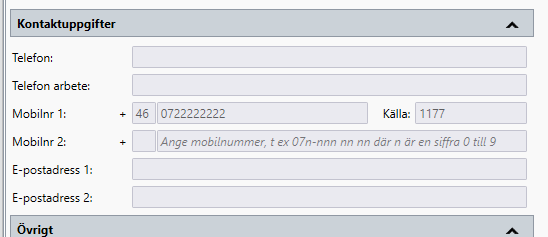 Kontaktuppgifter
Telefon:
Telefon arbete:
Mobilnr 1: + 46 0722222222 Källa: 1177
Mobilnr 2: + Ange mobilnummer, t ex 07n-nnn nn nn där n är en siffra 0 till 9
E-postadress 1:
E-postadress 2:
Övrigt